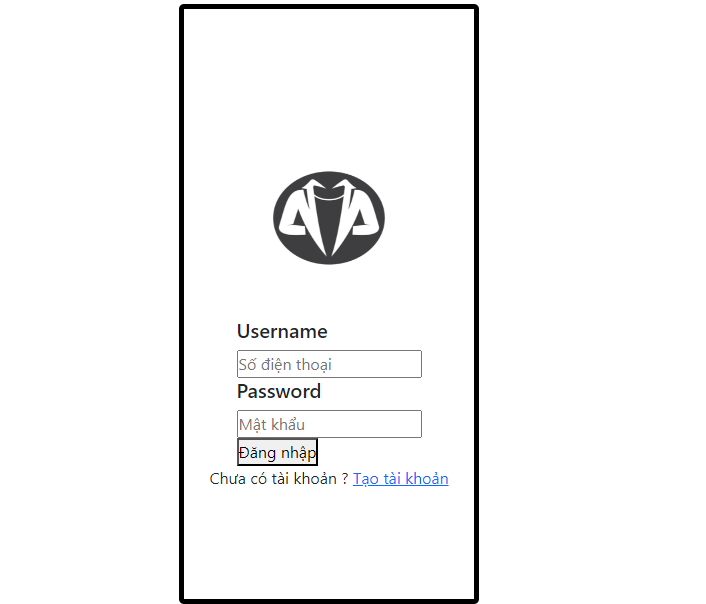 Username
Số điện thoại
Password
Mật khẩu
Đăng nhập
Chưa có tài khoản ? Tạo tài khoản